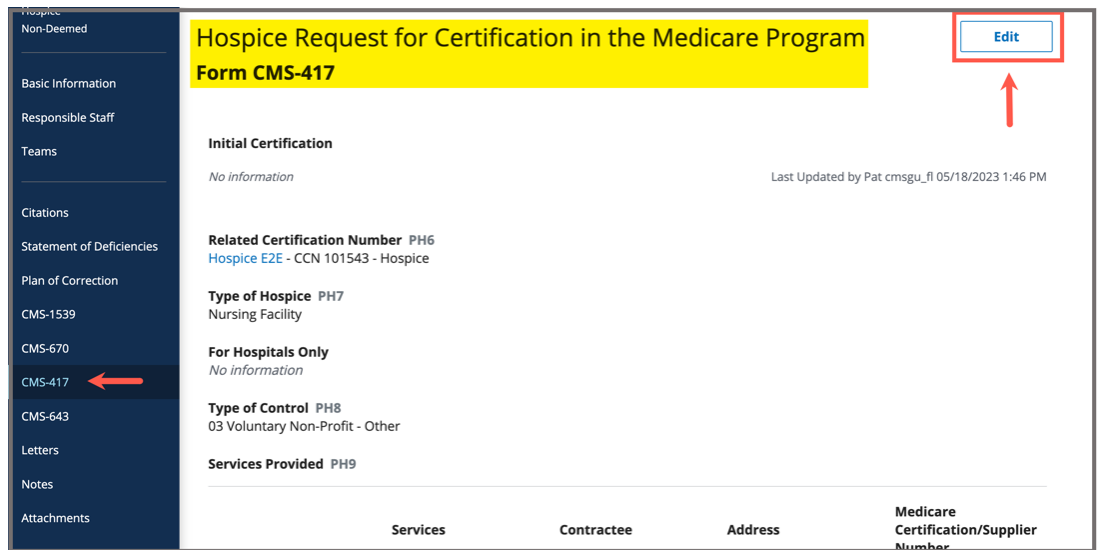 Hospice
Non-Deemed
Basic Information
Responsible Staff
Teams
Citations
Statement of Deficiencies
Plan of Correction
CMS-1539
CMS-670
CMS-417
CMS-643
Letters
Notes
Attachments
Hospice Request for Certification in the Medicare Program
Form CMS-417
Edit
Initial Certification
No information
Last Updated by Pat cmsgu_fl 05/18/2023 1:46 PM
Related Certification Number PH6
Hospice E2E - CCN 101543 - Hospice
Type of Hospice PH7
Nursing Facility
For Hospitals Only
No information
Type of Control PH8
03 Voluntary Non-Profit - Other
Services Provided PH9
Services
Contractee
Address
Medicare
Certification/Supplier
Number